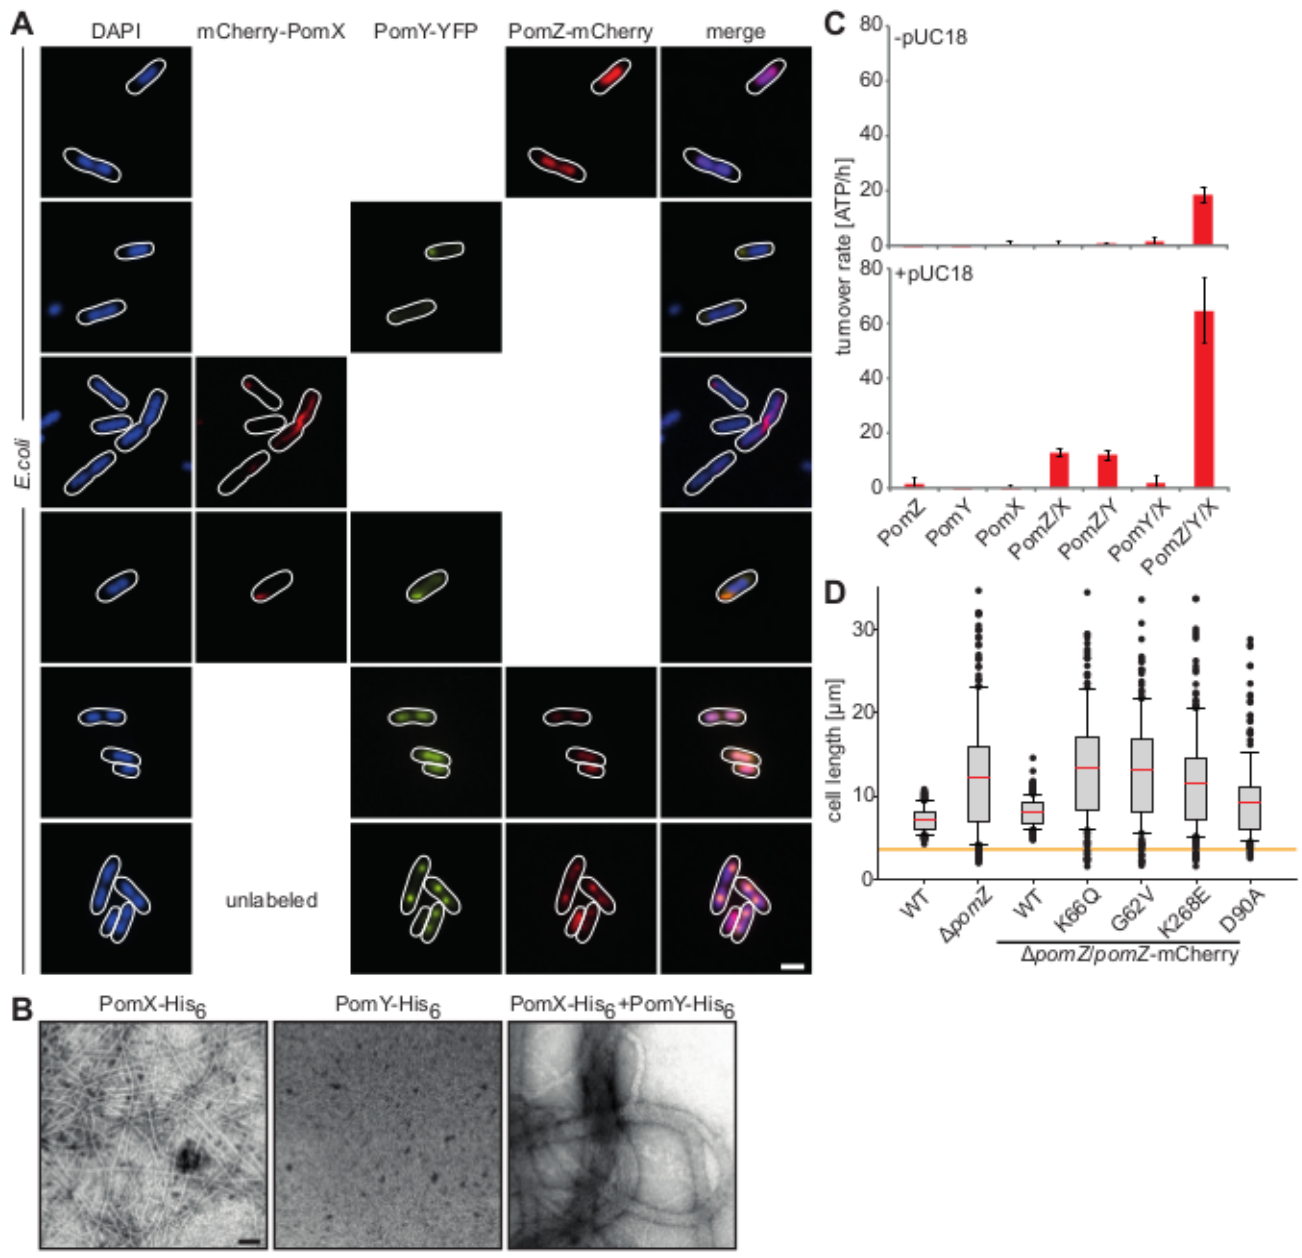 A
DAPI mCherry-PomX PomY-YFP PomZ-mCherry merge
E.coli
unlabeled
B
PomX-His6 PomY-His6 PomX-His6+PomY-His6
C
80
-pUC18
60
40
20
0
80
+pUC18
60
40
20
0
turnover rate [ATP/h]
PomZ PomY PomX PomZ/X PomZ/Y PomY/X PomZ/Y/X
D
30
20
10
0
cell length [µm]
WT ΔpomZ WT K66Q G62V K268E D90A
ΔpomZ/pomZ-mCherry